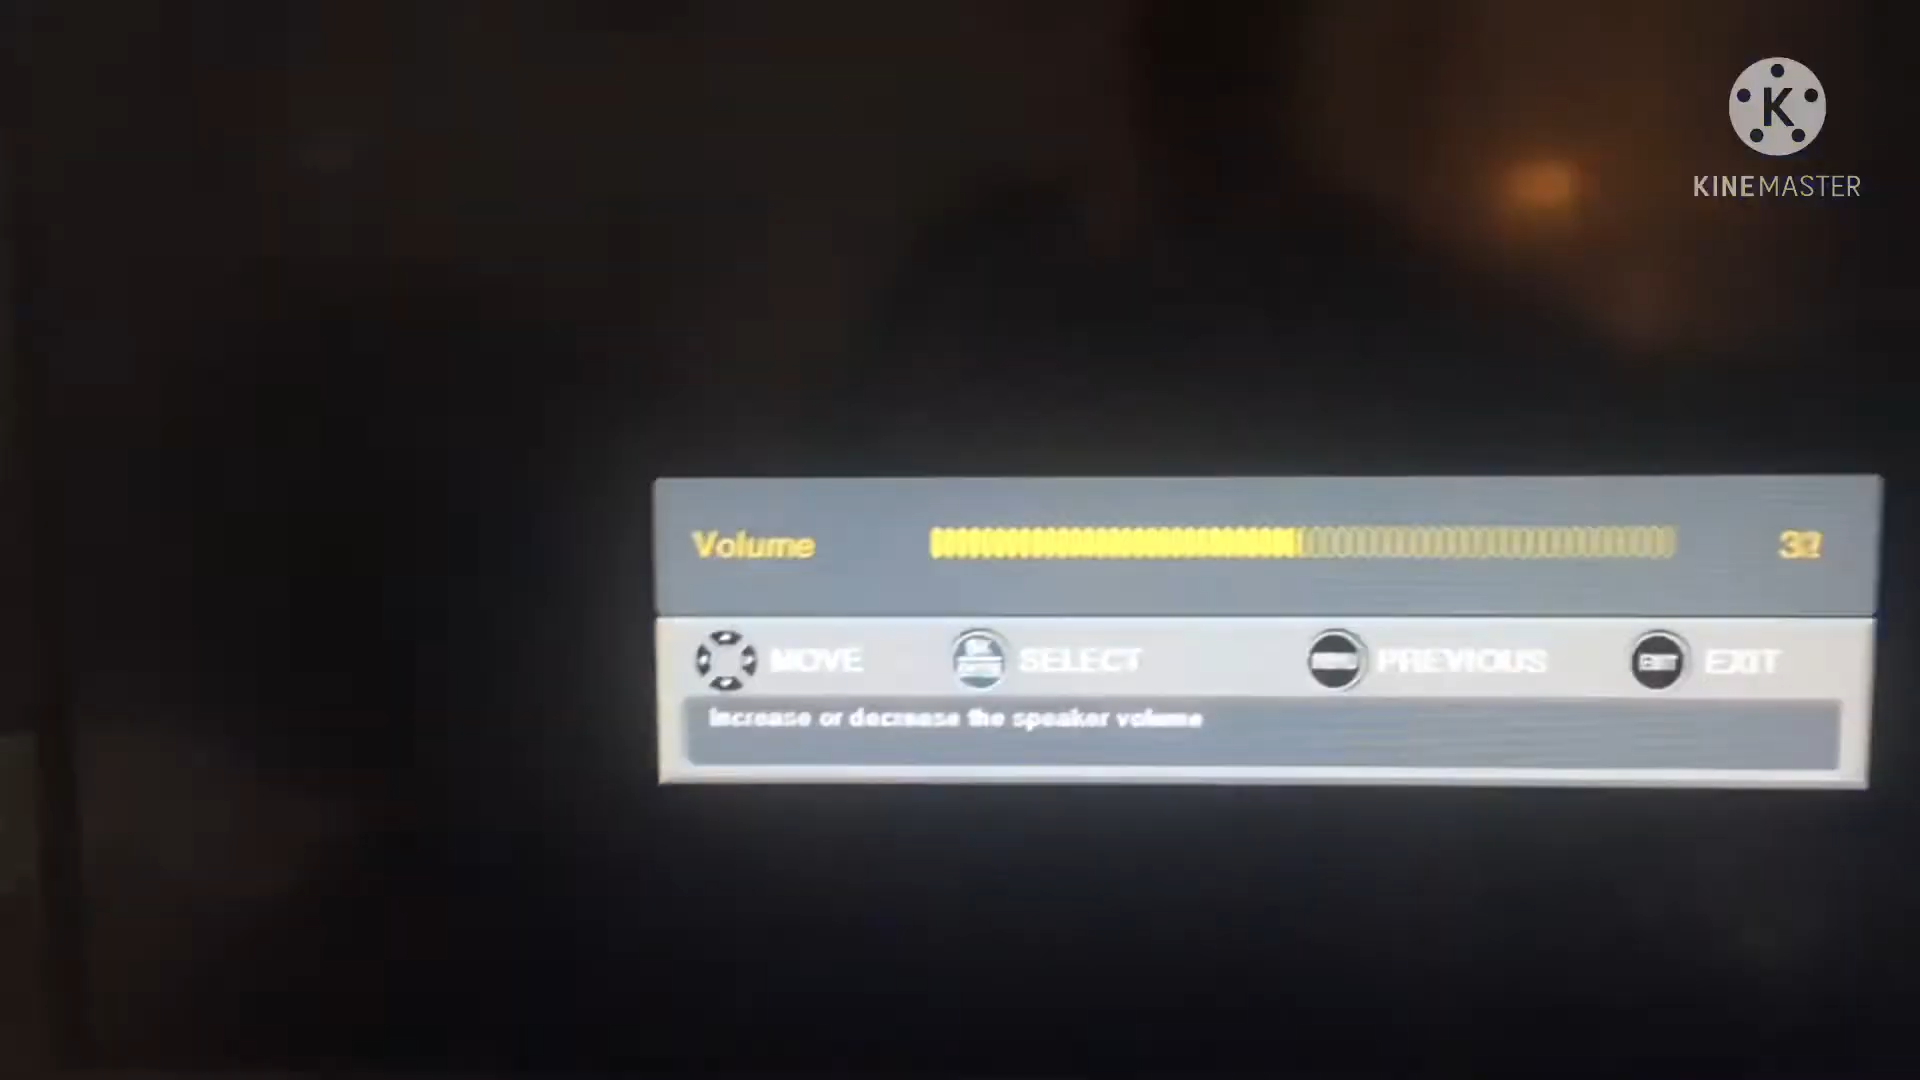 K
KINEMASTER
Volume 32
MOVE SELECT PREVIOUS EXIT
Increase or decrease the speaker volume